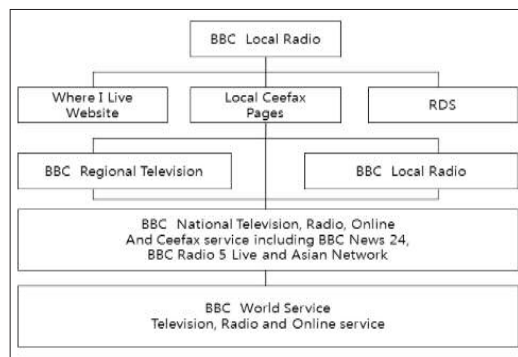 BBC Local Radio
Where I Live
Website
Local Ceefax
Pages
RDS
BBC Regional Television
BBC Local Radio
BBC National Television, Radio, Online
And Ceefax service including BBC News 24,
BBC Radio 5 Live and Asian Network
BBC World Service
Television, Radio and Online service